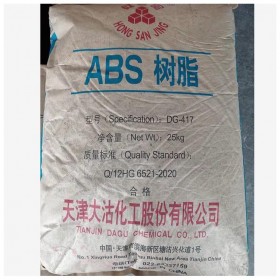 HONG SAN JING
ABS 树脂
型号(Specification): DG-417
净含量(Net Wt.) 25kg
质量标准(Quality Standard)
Q/12HG 6521-2020
合格
天津大沽化工股份有限公司
TIANJIN DAGU CHEMICAL CO., LTD.